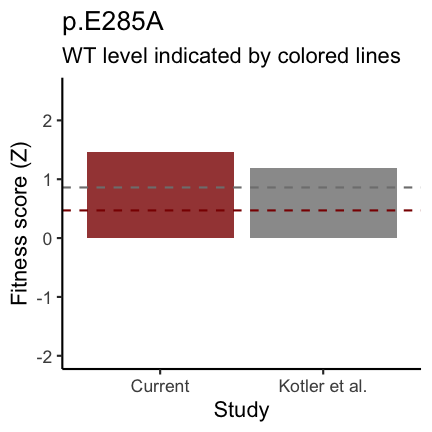 p.E285A
WT level indicated by colored lines
Fitness score (Z)
2
1
0
-1
-2
Current
Kotler et al.
Study